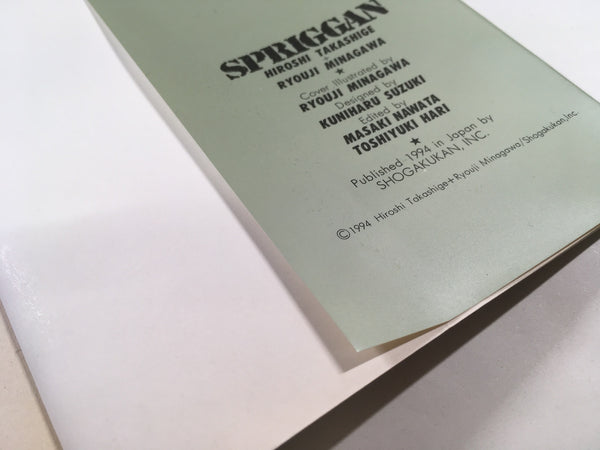 SPRIGGAN
HIROSHI TAKASHIGE
RYOUJI MINAGAWA
★
Cover Illustrated by
RYOUJI MINAGAWA
Designed by
KUNIHARU SUZUKI
Edited by
MASAKI NAWATA
TOSHIYUKI HARI
★
Published 1994 in Japan by
SHOGAKUKAN, INC.
©1994 Hiroshi Takashige+Ryouji Minagawa/Shogakukan,Inc.